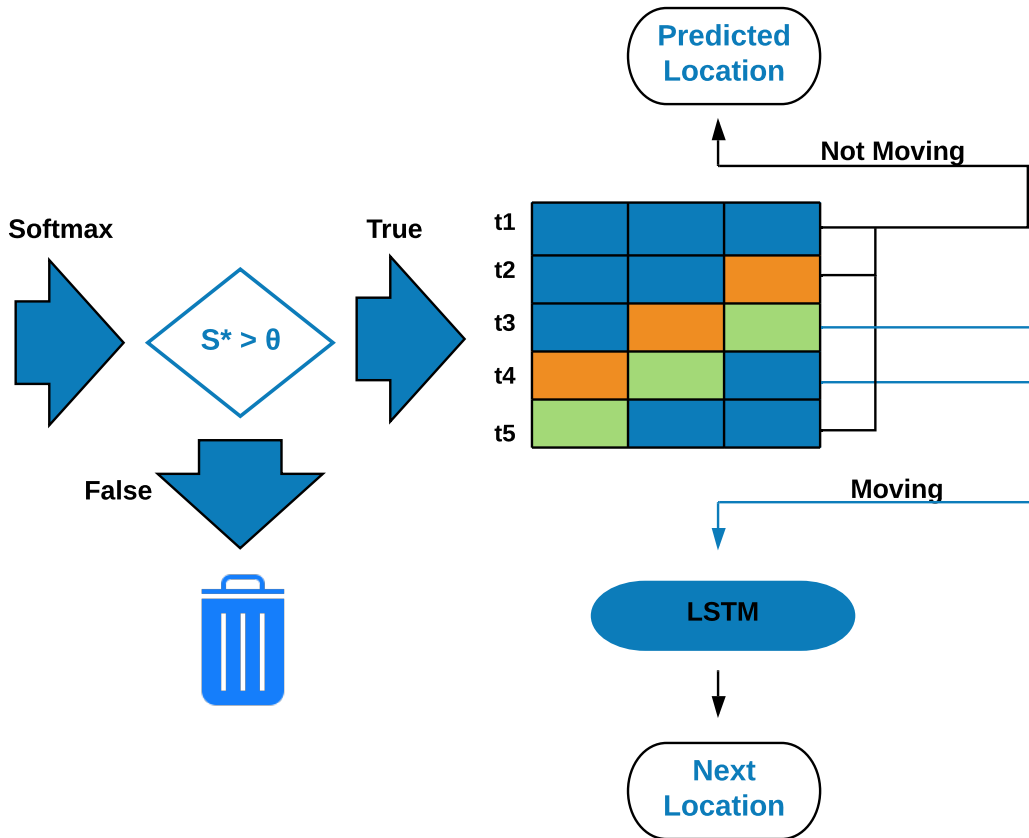 Predicted
Location
Not Moving
Softmax
True
t1
t2
t3
t4
t5
S* > θ
False
Moving
LSTM
Next
Location